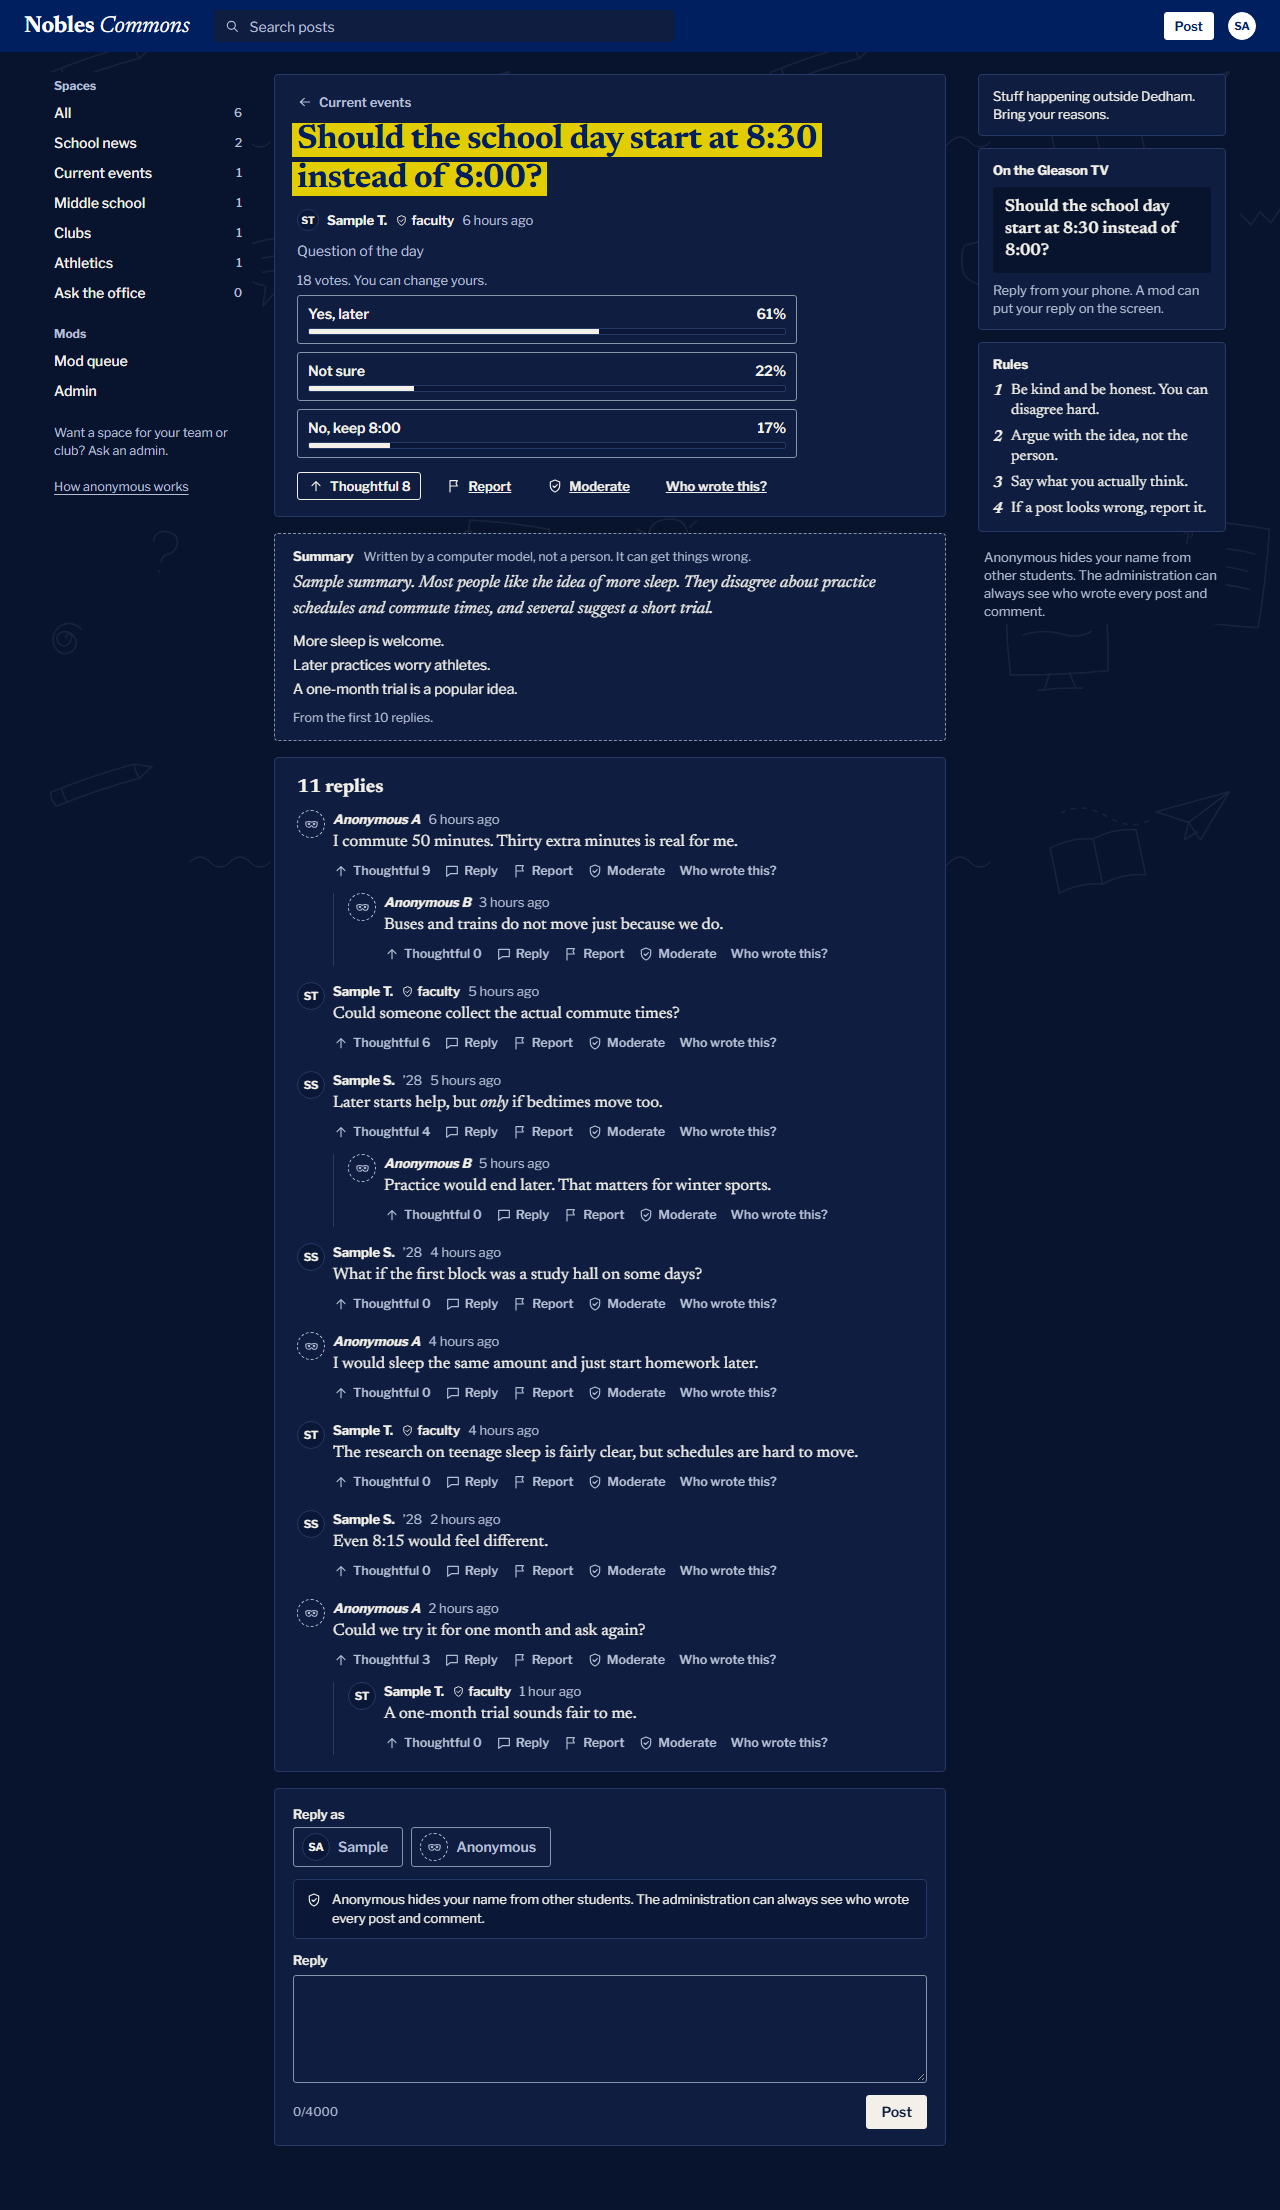 Nobles Commons
Search posts
Post
SA
Spaces
All 6
School news 2
Current events 1
Middle school 1
Clubs 1
Athletics 1
Ask the office 0
Mods
Mod queue
Admin
Want a space for your team or
club? Ask an admin.
How anonymous works
Current events
Should the school day start at 8:30
instead of 8:00?
ST Sample T. faculty 6 hours ago
Question of the day
18 votes. You can change yours.
Yes, later 61%
Not sure 22%
No, keep 8:00 17%
Thoughtful 8 Report Moderate Who wrote this?
Summary Written by a computer model, not a person. It can get things wrong.
Sample summary. Most people like the idea of more sleep. They disagree about practice
schedules and commute times, and several suggest a short trial.
More sleep is welcome.
Later practices worry athletes.
A one-month trial is a popular idea.
From the first 10 replies.
11 replies
Anonymous A 6 hours ago
I commute 50 minutes. Thirty extra minutes is real for me.
Thoughtful 9 Reply Report Moderate Who wrote this?
Anonymous B 3 hours ago
Buses and trains do not move just because we do.
Thoughtful 0 Reply Report Moderate Who wrote this?
ST Sample T. faculty 5 hours ago
Could someone collect the actual commute times?
Thoughtful 6 Reply Report Moderate Who wrote this?
SS Sample S. ’28 5 hours ago
Later starts help, but only if bedtimes move too.
Thoughtful 4 Reply Report Moderate Who wrote this?
Anonymous B 5 hours ago
Practice would end later. That matters for winter sports.
Thoughtful 0 Reply Report Moderate Who wrote this?
SS Sample S. ’28 4 hours ago
What if the first block was a study hall on some days?
Thoughtful 0 Reply Report Moderate Who wrote this?
Anonymous A 4 hours ago
I would sleep the same amount and just start homework later.
Thoughtful 0 Reply Report Moderate Who wrote this?
ST Sample T. faculty 4 hours ago
The research on teenage sleep is fairly clear, but schedules are hard to move.
Thoughtful 0 Reply Report Moderate Who wrote this?
SS Sample S. ’28 2 hours ago
Even 8:15 would feel different.
Thoughtful 0 Reply Report Moderate Who wrote this?
Anonymous A 2 hours ago
Could we try it for one month and ask again?
Thoughtful 3 Reply Report Moderate Who wrote this?
ST Sample T. faculty 1 hour ago
A one-month trial sounds fair to me.
Thoughtful 0 Reply Report Moderate Who wrote this?
Reply as
SA Sample Anonymous
Anonymous hides your name from other students. The administration can always see who wrote
every post and comment.
Reply
0/4000
Post
Stuff happening outside Dedham.
Bring your reasons.
On the Gleason TV
Should the school day
start at 8:30 instead of
8:00?
Reply from your phone. A mod can
put your reply on the screen.
Rules
1 Be kind and be honest. You can
disagree hard.
2 Argue with the idea, not the
person.
3 Say what you actually think.
4 If a post looks wrong, report it.
Anonymous hides your name from
other students. The administration can
always see who wrote every post and
comment.